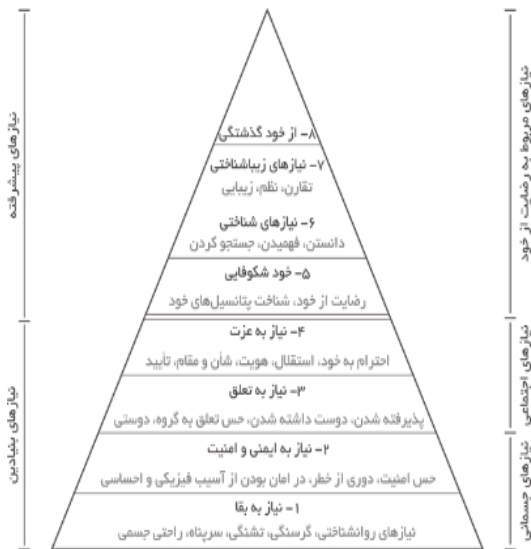 ۸- از خود گذشتگی
۷- نیازهای زیباشناختی
تقارن، نظم، زیبایی
۶- نیازهای شناختی
دانستن، فهمیدن، جستجو کردن
۵- خود شکوفایی
رضایت از خود، شناخت پتانسیل‌های خود
۴- نیاز به عزت
احترام به خود، استقلال، هویت، شأن و مقام، تأیید
۳- نیاز به تعلق
پذیرفته شدن، دوست داشته شدن، حس تعلق به گروه، دوستی
۲- نیاز به ایمنی و امنیت
حس امنیت، دوری از خطر، در امان بودن از آسیب فیزیکی و احساسی
۱- نیاز به بقا
نیازهای روانشناختی، گرسنگی، تشنگی، سرپناه، راحتی جسمی
نیازهای مربوط به رضایت از خود
نیازهای اجتماعی
نیازهای جسمانی
نیازهای پیشرفته
نیازهای بنیادین